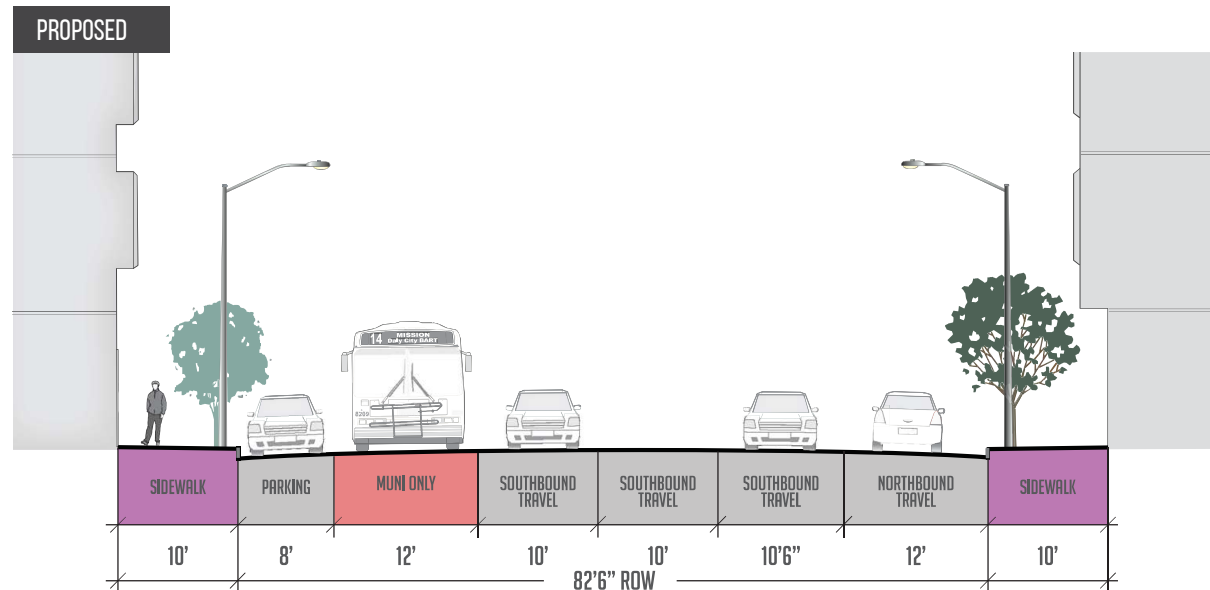 PROPOSED
14 MISSION
Daly City BART
8209
SIDEWALK
PARKING
MUNI ONLY
SOUTHBOUND
TRAVEL
SOUTHBOUND
TRAVEL
SOUTHBOUND
TRAVEL
NORTHBOUND
TRAVEL
SIDEWALK
10’
8’
12’
10’
10’
10’6”
12’
10’
82’6” ROW